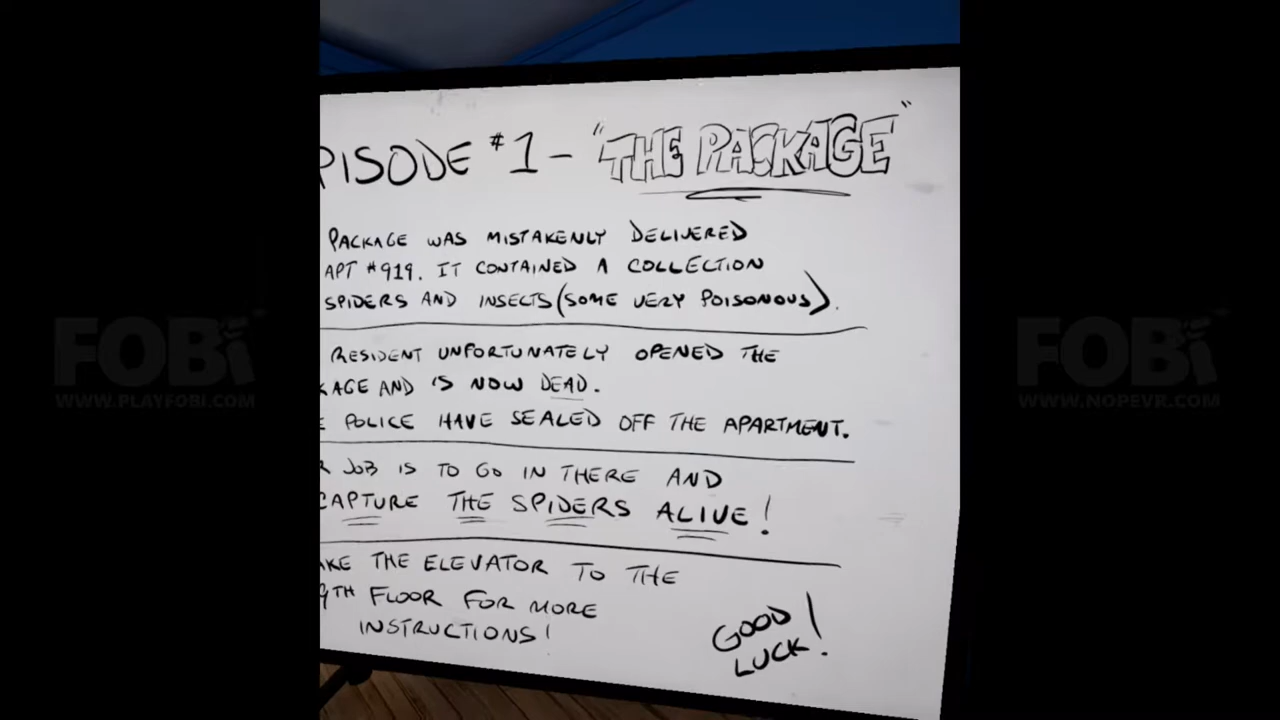 PISODE #1 - "THE PACKAGE"
PACKAGE WAS MISTAKENLY DELIVERED
APT #919. IT CONTAINED A COLLECTION
SPIDERS AND INSECTS (SOME VERY POISONOUS).
RESIDENT UNFORTUNATELY OPENED THE
KAGE AND IS NOW DEAD.
E POLICE HAVE SEALED OFF THE APARTMENT.
R JOB IS TO GO IN THERE AND
CAPTURE THE SPIDERS ALIVE!
AKE THE ELEVATOR TO THE
9TH FLOOR FOR MORE
INSTRUCTIONS!
GOOD
LUCK!
FOBi
WWW.PLAYFOBI.COM
FOBi
WWW.NOPEVR.COM